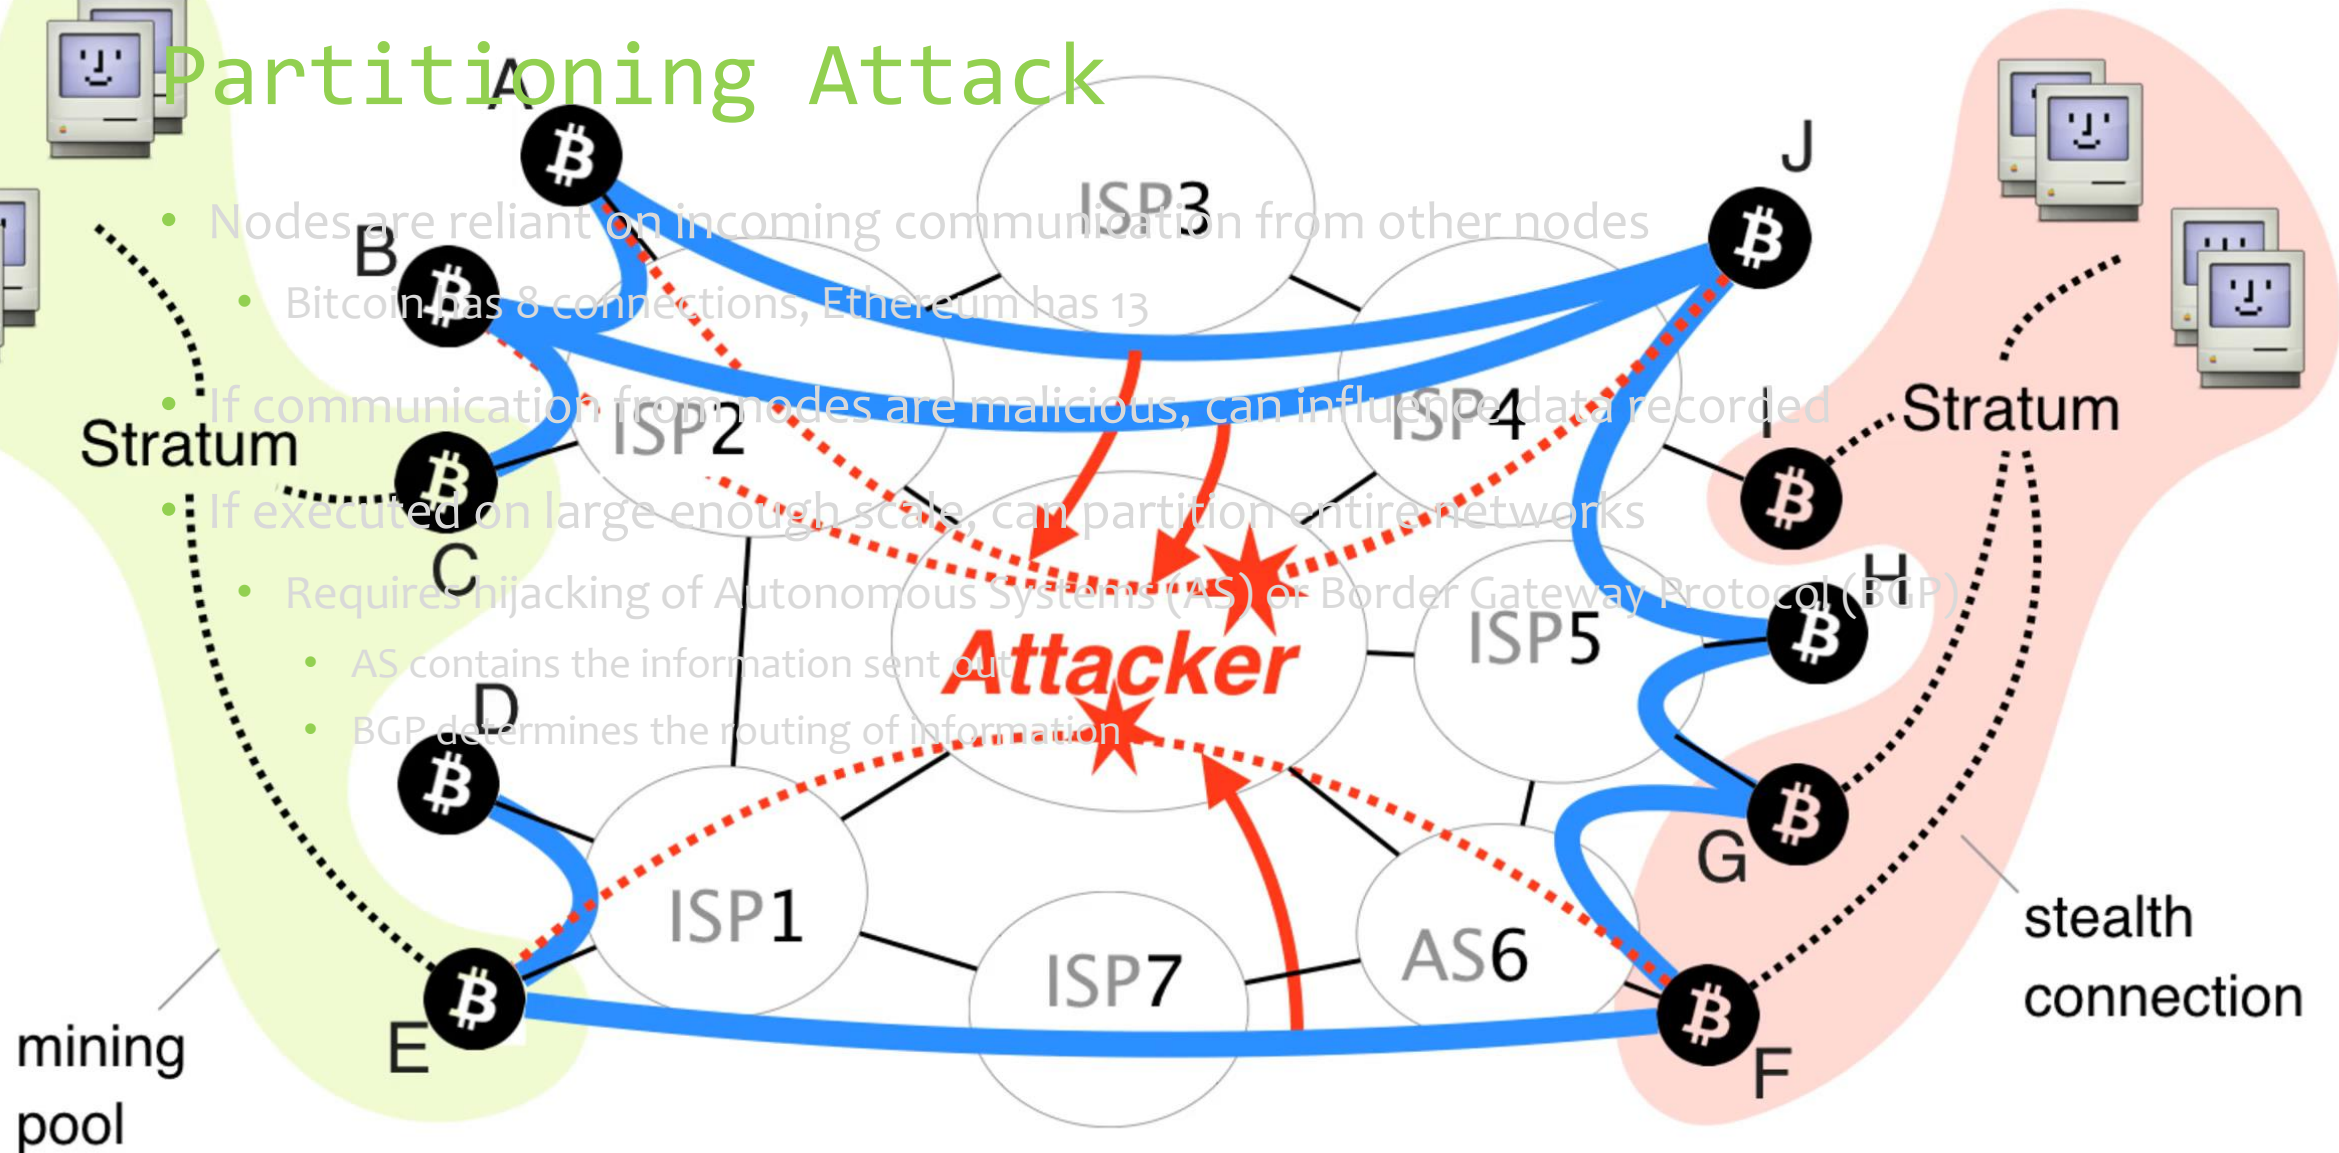 Partitioning Attack
• Nodes are reliant on incoming communication from other nodes
• Bitcoin has 8 connections, Ethereum has 13
• If communication from nodes are malicious, can influence data recorded
• If executed on large enough scale, can partition entire networks
• Requires hijacking of Autonomous Systems (AS) or Border Gateway Protocol (BGP)
• AS contains the information sent out
• BGP determines the routing of information
A
B
C
D
E
F
G
H
I
J
ISP3
ISP2
ISP4
ISP5
ISP1
ISP7
AS6
Attacker
Stratum
Stratum
mining
pool
stealth
connection